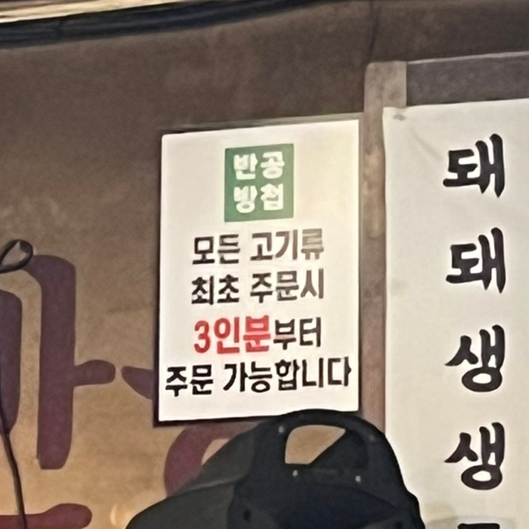 반공
방첩
모든 고기류
최초 주문시
3인분부터
주문 가능합니다
돼
돼
생
생